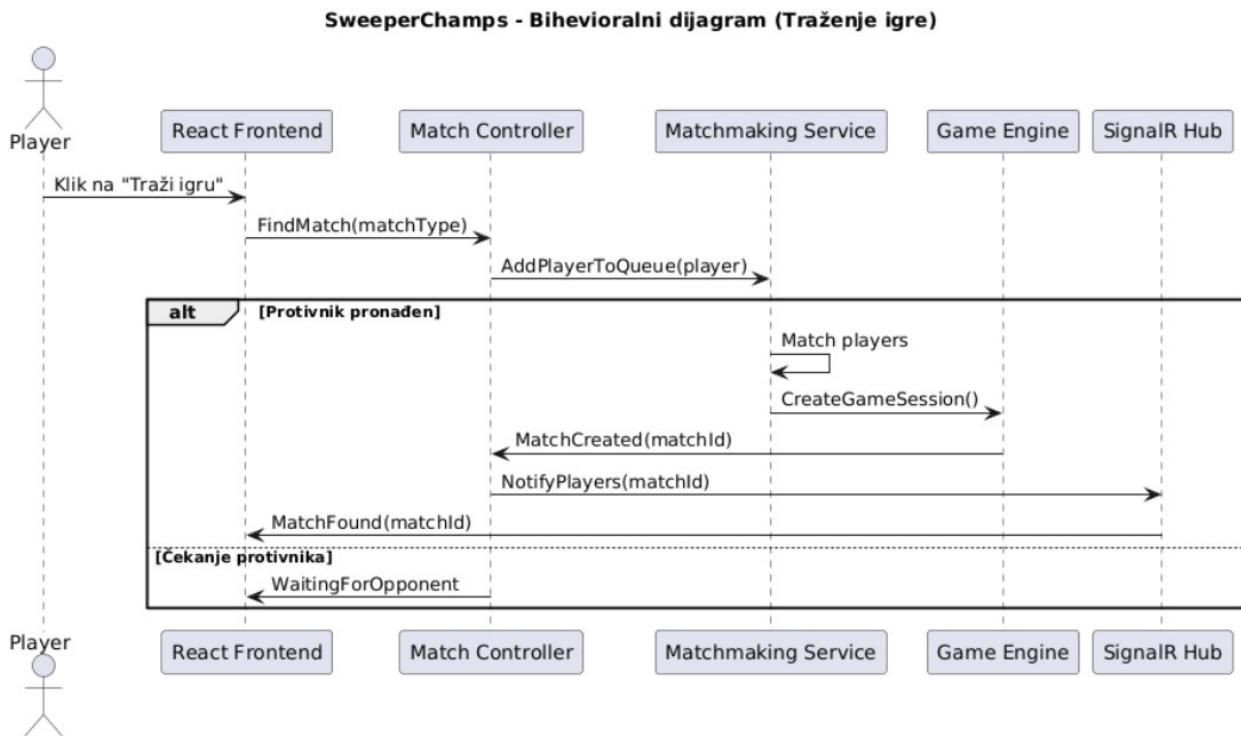 SweeperChamps - Bihevioralni dijagram (Traženje igre)
Player
React Frontend
Match Controller
Matchmaking Service
Game Engine
SignalR Hub
Klik na "Traži igru"
FindMatch(matchType)
AddPlayerToQueue(player)
alt
[Protivnik pronađen]
Match players
CreateGameSession()
MatchCreated(matchId)
NotifyPlayers(matchId)
MatchFound(matchId)
[Čekanje protivnika]
WaitingForOpponent
Player
React Frontend
Match Controller
Matchmaking Service
Game Engine
SignalR Hub